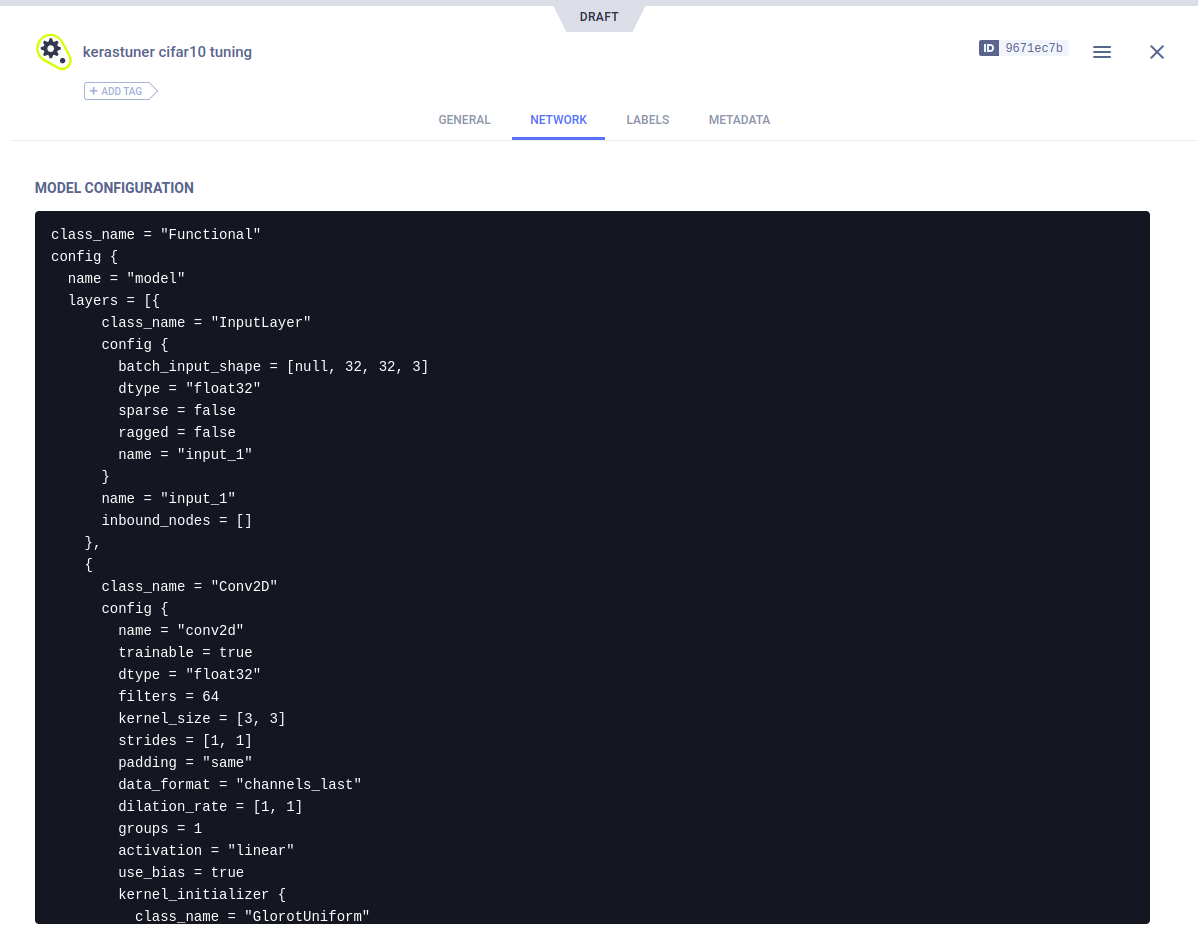 DRAFT
kerastuner cifar10 tuning
ID 9671ec7b
+ ADD TAG
GENERAL NETWORK LABELS METADATA
MODEL CONFIGURATION
class_name = "Functional"
config {
  name = "model"
  layers = [{
      class_name = "InputLayer"
      config {
        batch_input_shape = [null, 32, 32, 3]
        dtype = "float32"
        sparse = false
        ragged = false
        name = "input_1"
      }
      name = "input_1"
      inbound_nodes = []
    },
    {
      class_name = "Conv2D"
      config {
        name = "conv2d"
        trainable = true
        dtype = "float32"
        filters = 64
        kernel_size = [3, 3]
        strides = [1, 1]
        padding = "same"
        data_format = "channels_last"
        dilation_rate = [1, 1]
        groups = 1
        activation = "linear"
        use_bias = true
        kernel_initializer {
          class_name = "GlorotUniform"